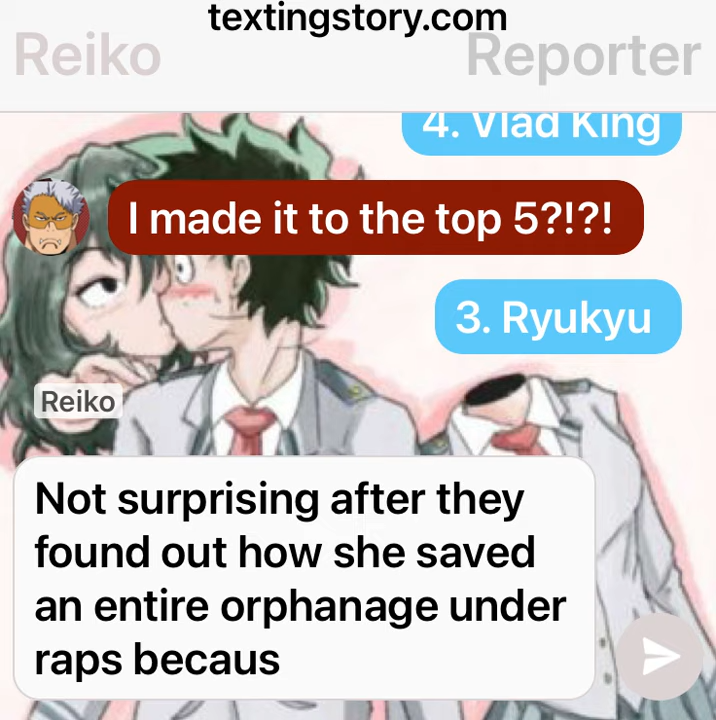 textingstory.com
Reiko
Reporter
4. Vlad King
I made it to the top 5?!?!
3. Ryukyu
Reiko
Not surprising after they
found out how she saved
an entire orphanage under
raps becaus